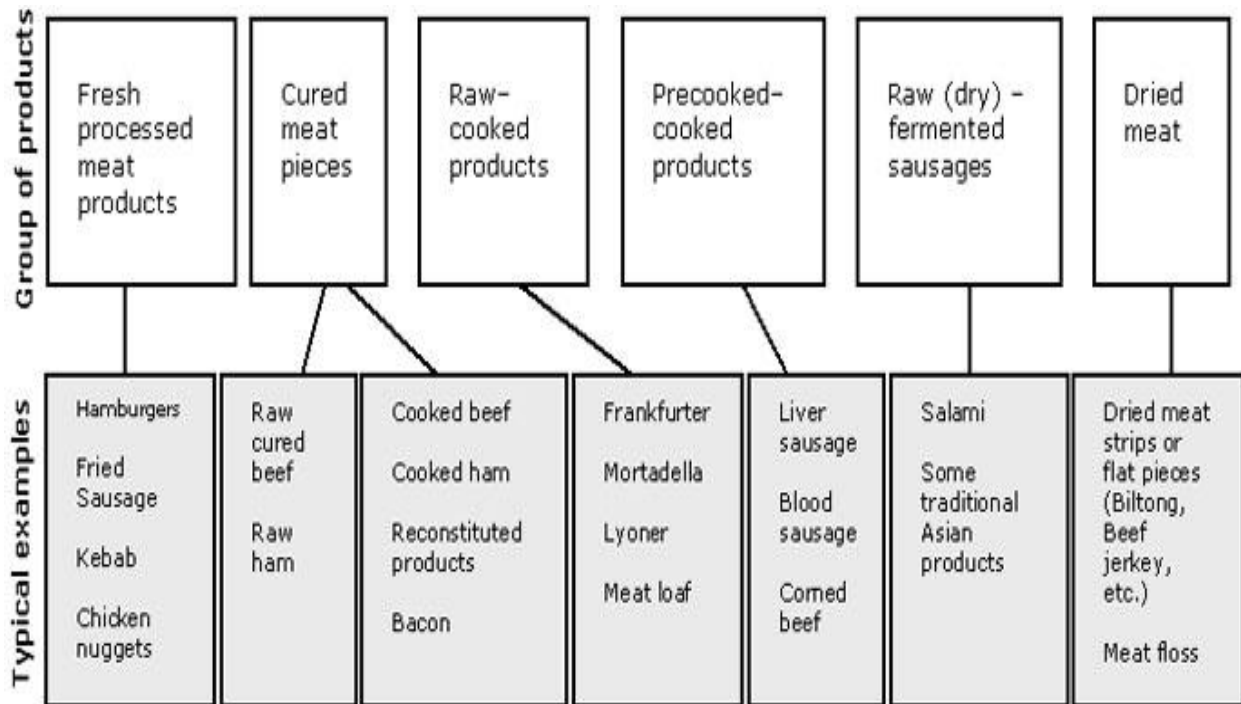 Group of products
Fresh
processed
meat
products
Cured
meat
pieces
Raw-
cooked
products
Precooked-
cooked
products
Raw (dry) -
fermented
sausages
Dried
meat
Typical examples
Hamburgers
Fried
Sausage
Kebab
Chicken
nuggets
Raw
cured
beef
Raw
ham
Cooked beef
Cooked ham
Reconstituted
products
Bacon
Frankfurter
Mortadella
Lyoner
Meat loaf
Liver
sausage
Blood
sausage
Corned
beef
Salami
Some
traditional
Asian
products
Dried meat
strips or
flat pieces
(Biltong,
Beef
jerky,
etc.)
Meat floss